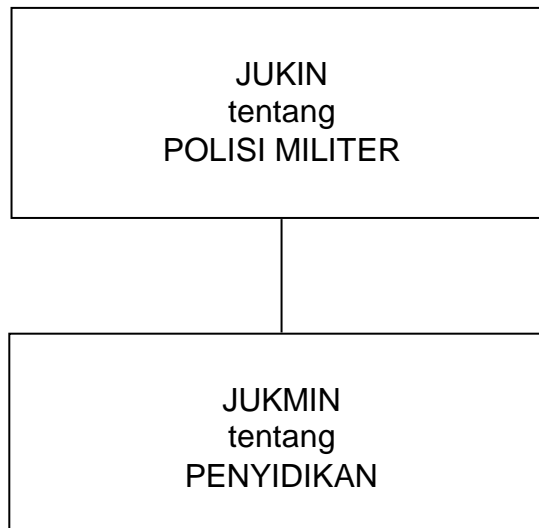 JUKIN
tentang
POLISI MILITER
JUKMIN
tentang
PENYIDIKAN